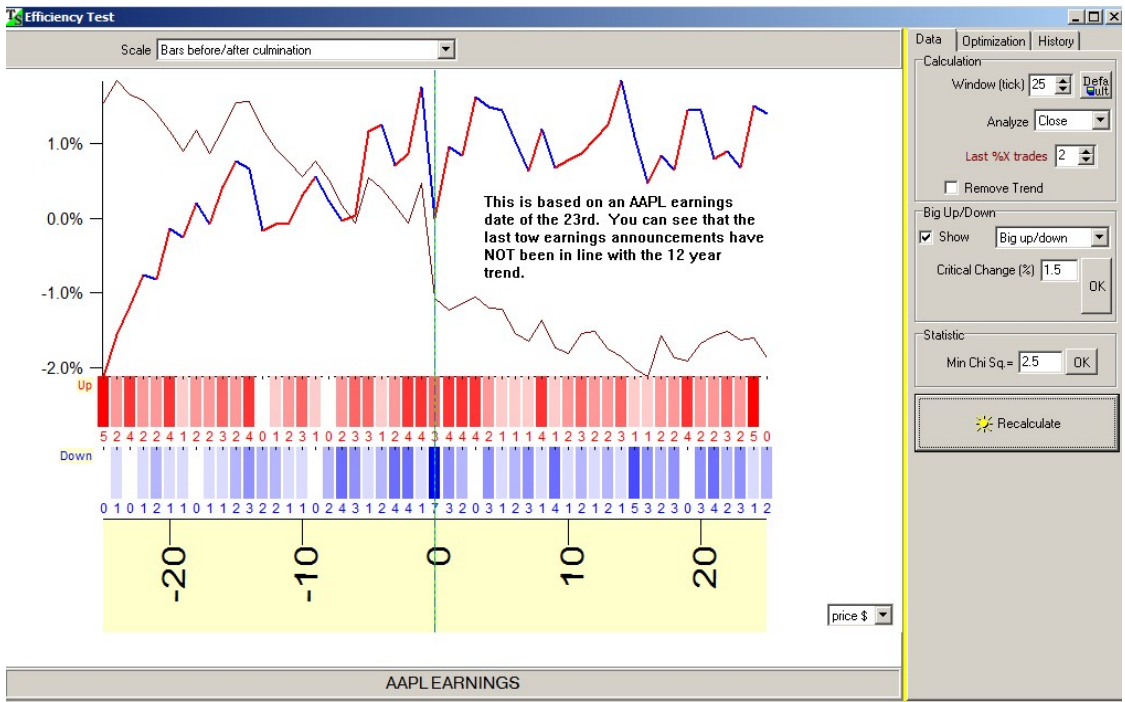 TS Efficiency Test
Scale Bars before/after culmination
1.0%
0.0%
-1.0%
-2.0%
This is based on an AAPL earnings
date of the 23rd. You can see that the
last tow earnings announcements have
NOT been in line with the 12 year
trend.
Up
5 2 4 2 2 4 1 2 2 3 2 4 0 1 2 3 1 0 2 3 3 1 2 4 4 3 4 4 4 2 1 1 1 4 1 2 3 2 2 3 1 1 2 2 4 2 2 3 2 5 0
Down
0 1 0 1 2 1 1 0 1 1 2 3 2 2 1 1 0 2 4 3 1 2 4 4 1 7 3 2 0 3 1 2 3 1 4 1 2 1 2 1 5 3 2 3 0 3 4 2 3 1 2
-20
-10
0
10
20
price $
AAPL EARNINGS
Data Optimization History
Calculation
Window (tick) 25 Defa
ult
Analyze Close
Last %X trades 2
Remove Trend
Big Up/Down
Show Big up/down
Critical Change (%) 1.5
OK
Statistic
Min Chi Sq.= 2.5 OK
Recalculate